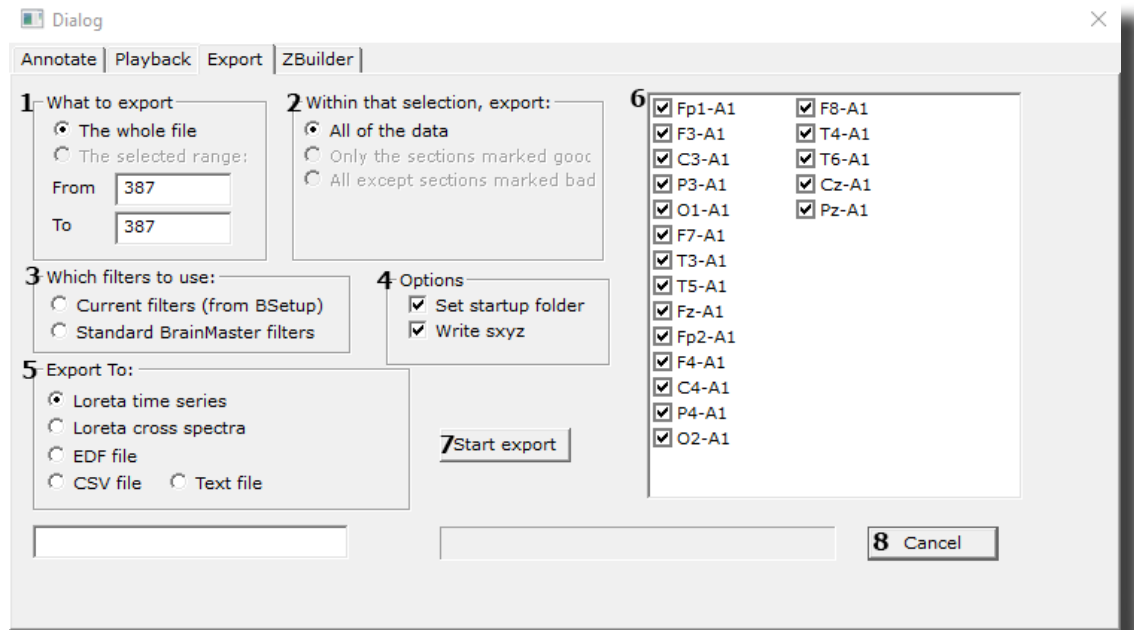 Dialog
Annotate Playback Export ZBuilder
1 What to export
The whole file
The selected range:
From 387
To 387
2 Within that selection, export:
All of the data
Only the sections marked gooc
All except sections marked bad
3 Which filters to use:
Current filters (from BSetup)
Standard BrainMaster filters
4 Options
Set startup folder
Write sxyz
5 Export To:
Loreta time series
Loreta cross spectra
EDF file
CSV file Text file
6
Fp1-A1
F3-A1
C3-A1
P3-A1
O1-A1
F7-A1
T3-A1
T5-A1
Fz-A1
Fp2-A1
F4-A1
C4-A1
P4-A1
O2-A1
F8-A1
T4-A1
T6-A1
Cz-A1
Pz-A1
7 Start export
8 Cancel